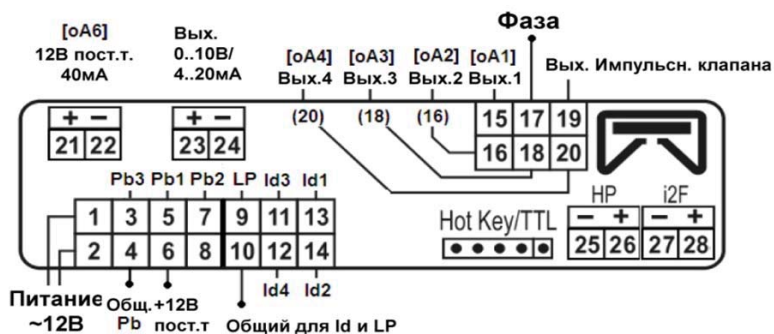 Фаза
[oA6]
12В пост.т.
40мА
Вых.
0..10В/
4..20мА
[oA4] [oA3] [oA2] [oA1]
Вых.4 Вых.3 Вых.2 Вых.1
Вых. Импульсн. клапана
(20) (18) (16)
15 17 19
16 18 20
+ − + −
21 22 23 24
Pb3 Pb1 Pb2 LP Id3 Id1
1 3 5 7 9 11 13
2 4 6 8 10 12 14
Id4 Id2
Hot Key/TTL
HP i2F
− + − +
25 26 27 28
Питание
~12В
Общ.
Pb
+12В
пост.т
Общий для Id и LP